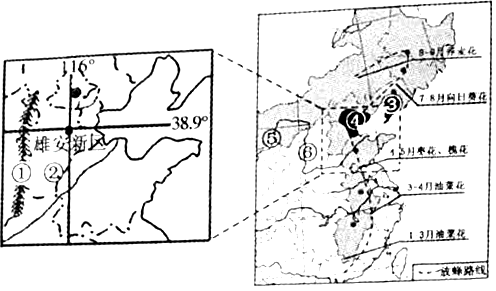 116°
38.9°
雄安新区
①
②
8-9月荞麦花
7 8月向日葵花
③
④
⑤
⑥
4 5月枣花、槐花
3-4月油菜花
1 3月油菜花
放蜂路线